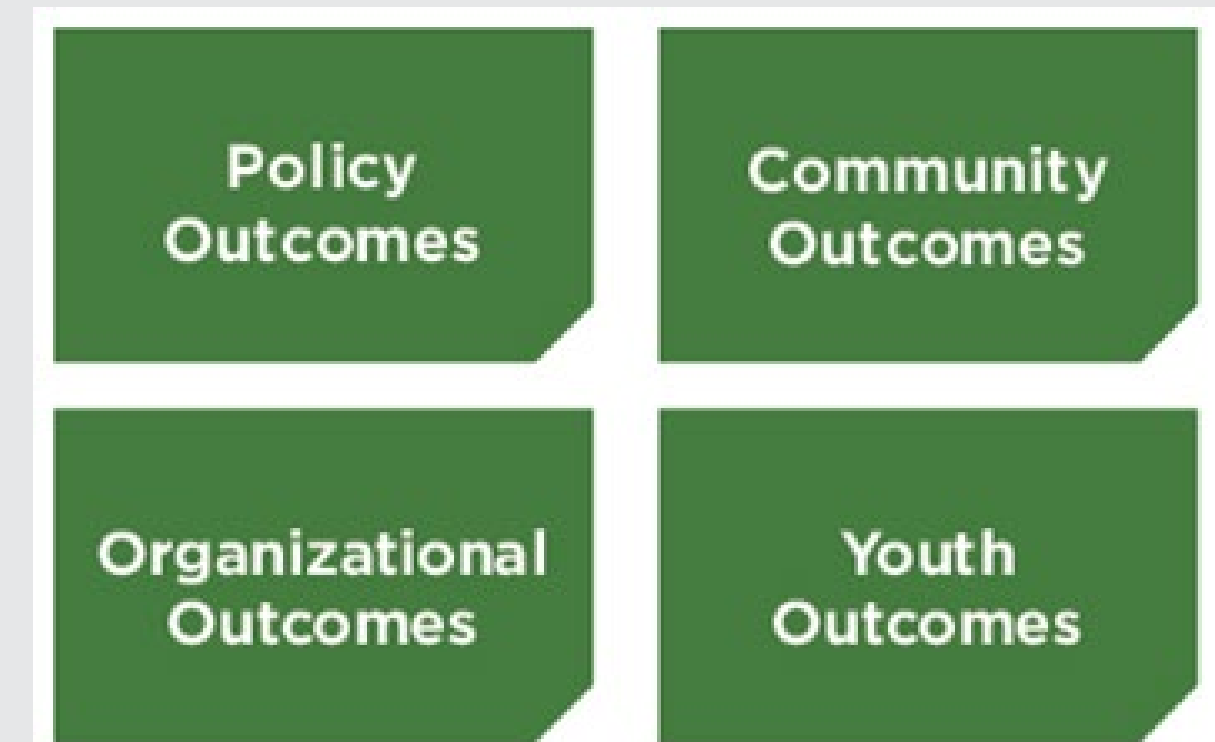 Policy
Outcomes
Community
Outcomes
Organizational
Outcomes
Youth
Outcomes